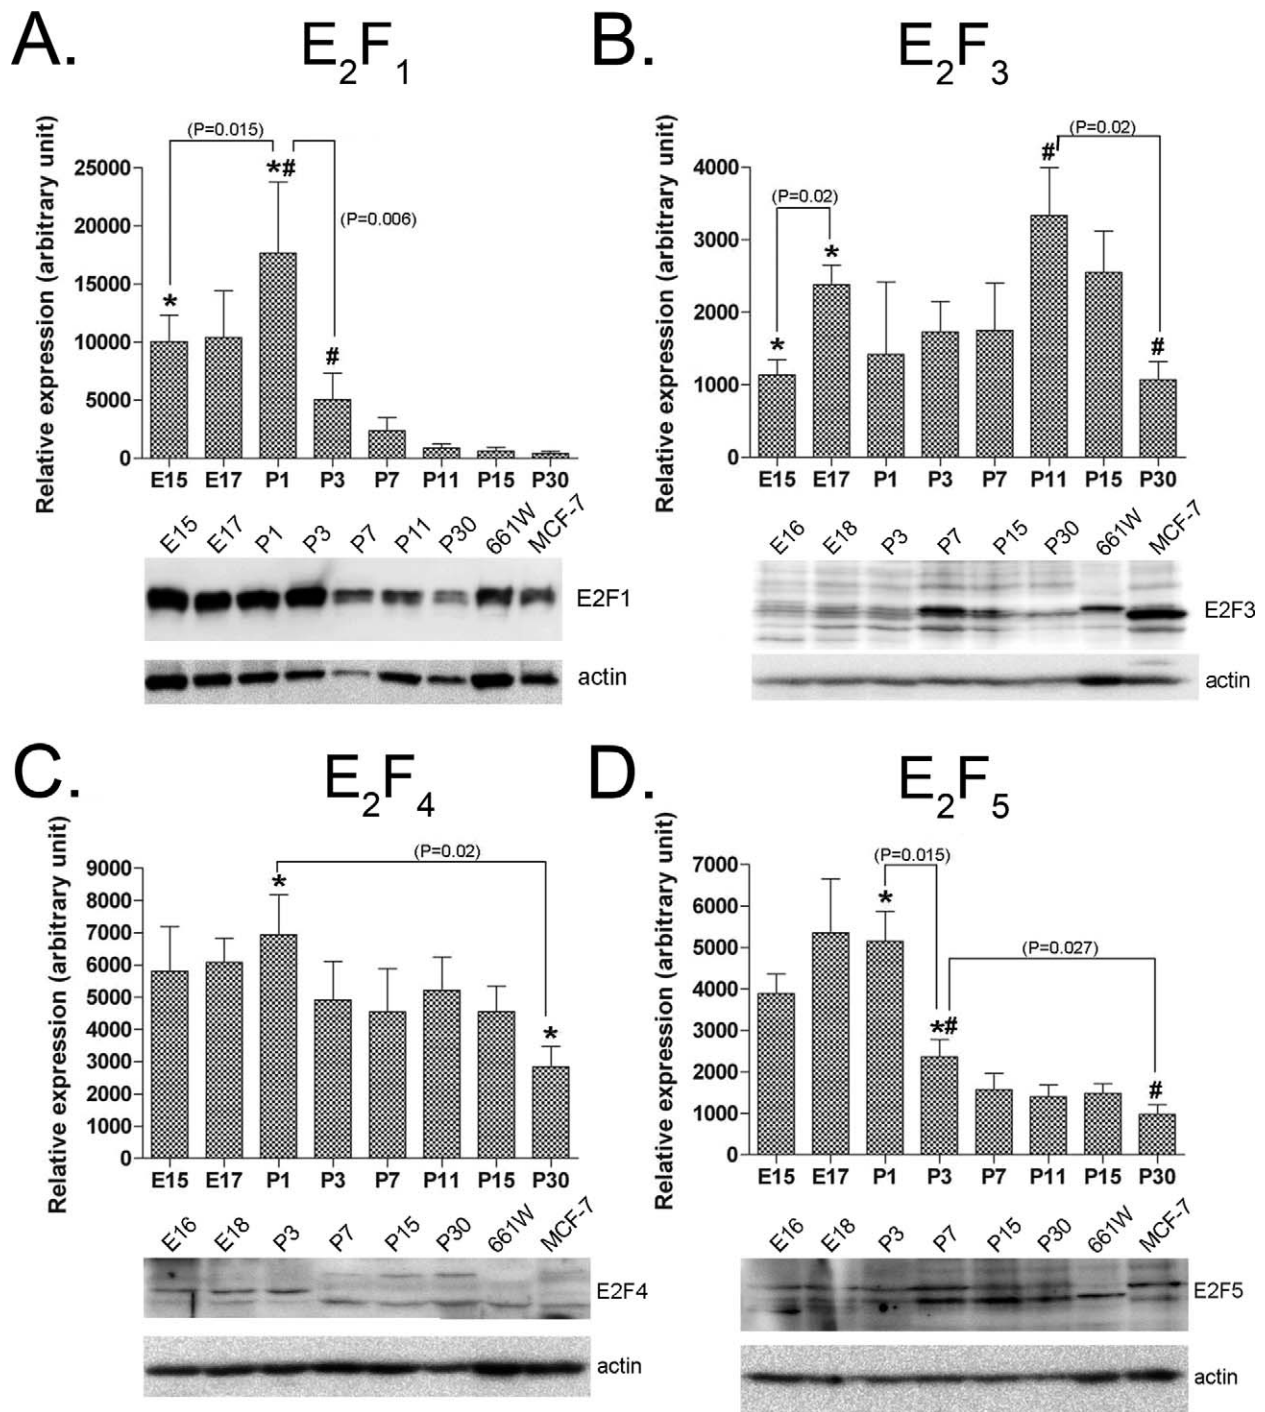 A.
E2F1
Relative expression (arbitrary unit)
25000
20000
15000
10000
5000
0
(P=0.015)
*#
(P=0.006)
*
#
E15 E17 P1 P3 P7 P11 P15 P30
E15 E17 P1 P3 P7 P11 P30 661W MCF-7
E2F1
actin
B.
E2F3
Relative expression (arbitrary unit)
4000
3000
2000
1000
0
(P=0.02)
#
(P=0.02)
*
*
#
E15 E17 P1 P3 P7 P11 P15 P30
E16 E18 P3 P7 P15 P30 661W MCF-7
E2F3
actin
C.
E2F4
Relative expression (arbitrary unit)
9000
8000
7000
6000
5000
4000
3000
2000
1000
0
(P=0.02)
*
*
E15 E17 P1 P3 P7 P11 P15 P30
E16 E18 P3 P7 P15 P30 661W MCF-7
E2F4
actin
D.
E2F5
Relative expression (arbitrary unit)
7000
6000
5000
4000
3000
2000
1000
0
(P=0.015)
*
(P=0.027)
*#
#
E15 E17 P1 P3 P7 P11 P15 P30
E16 E18 P3 P7 P15 P30 661W MCF-7
E2F5
actin